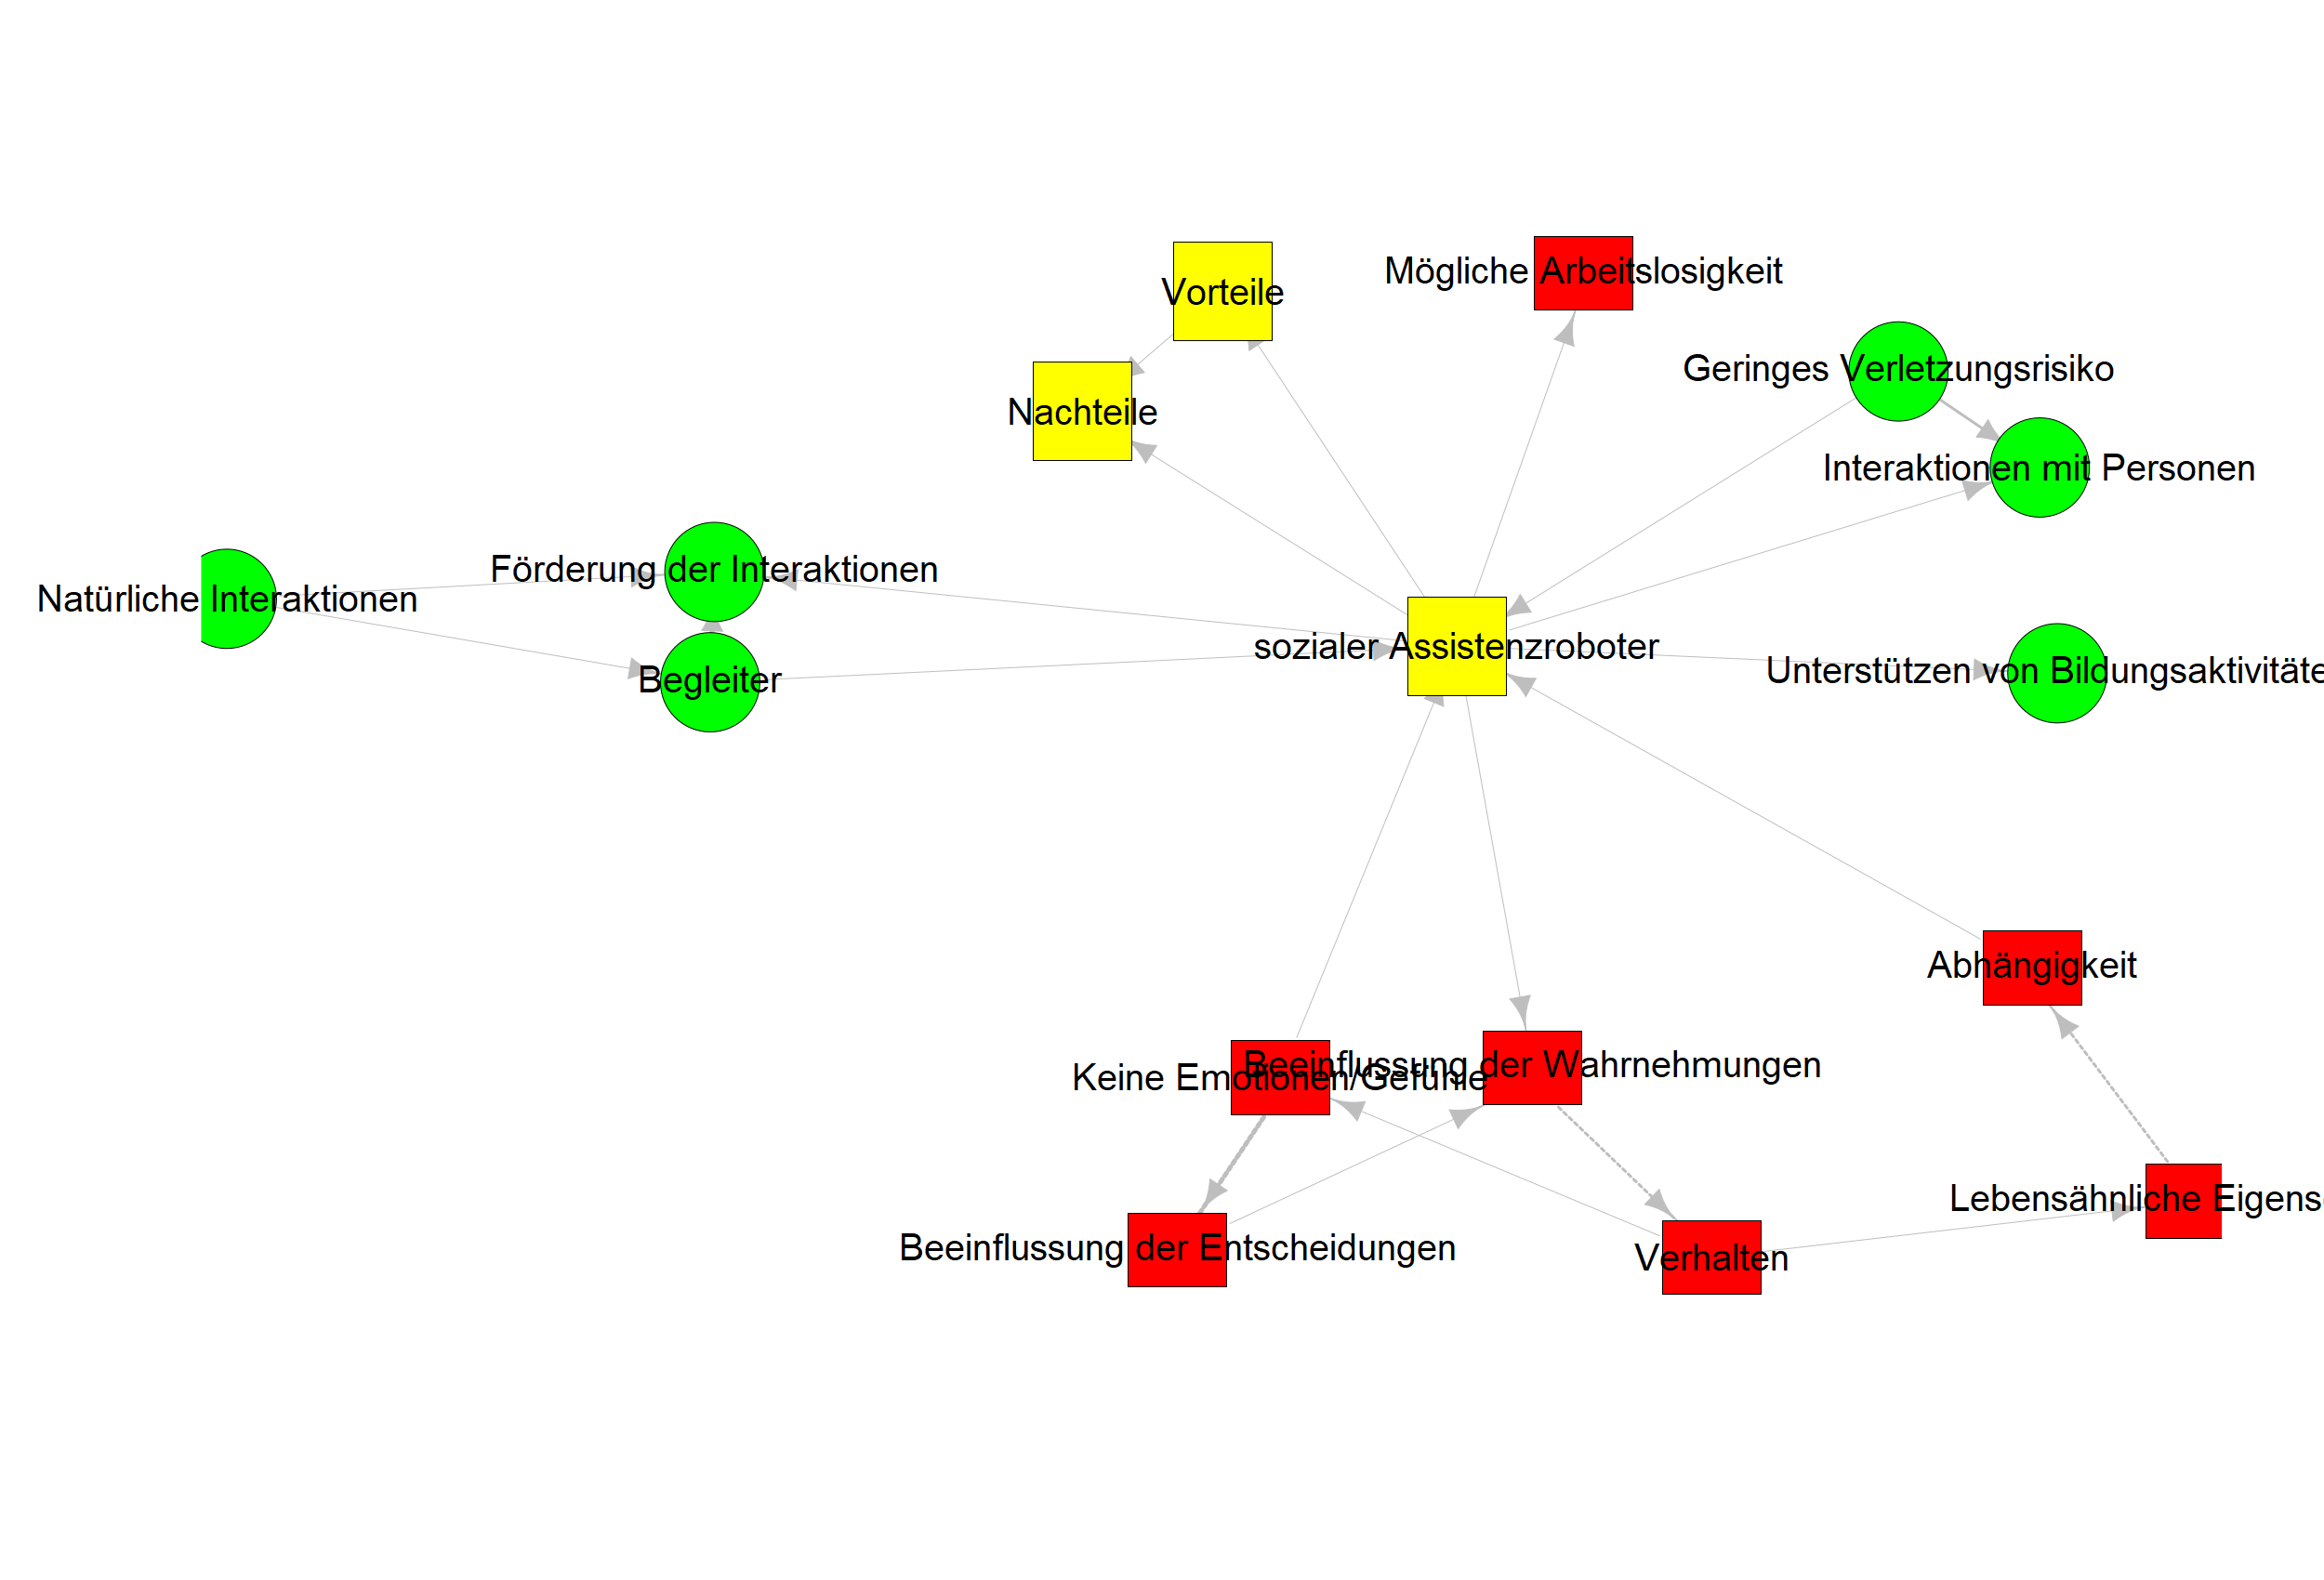 Mögliche Arbeitslosigkeit
Vorteile
Geringes Verletzungsrisiko
Nachteile
Interaktionen mit Personen
Förderung der Interaktionen
Natürliche Interaktionen
sozialer Assistenzroboter
Unterstützen von Bildungsaktivitäte
Begleiter
Abhängigkeit
Beeinflussung der Wahrnehmungen
Keine Emotionen/Gefühle
Lebensähnliche Eigens
Beeinflussung der Entscheidungen
Verhalten